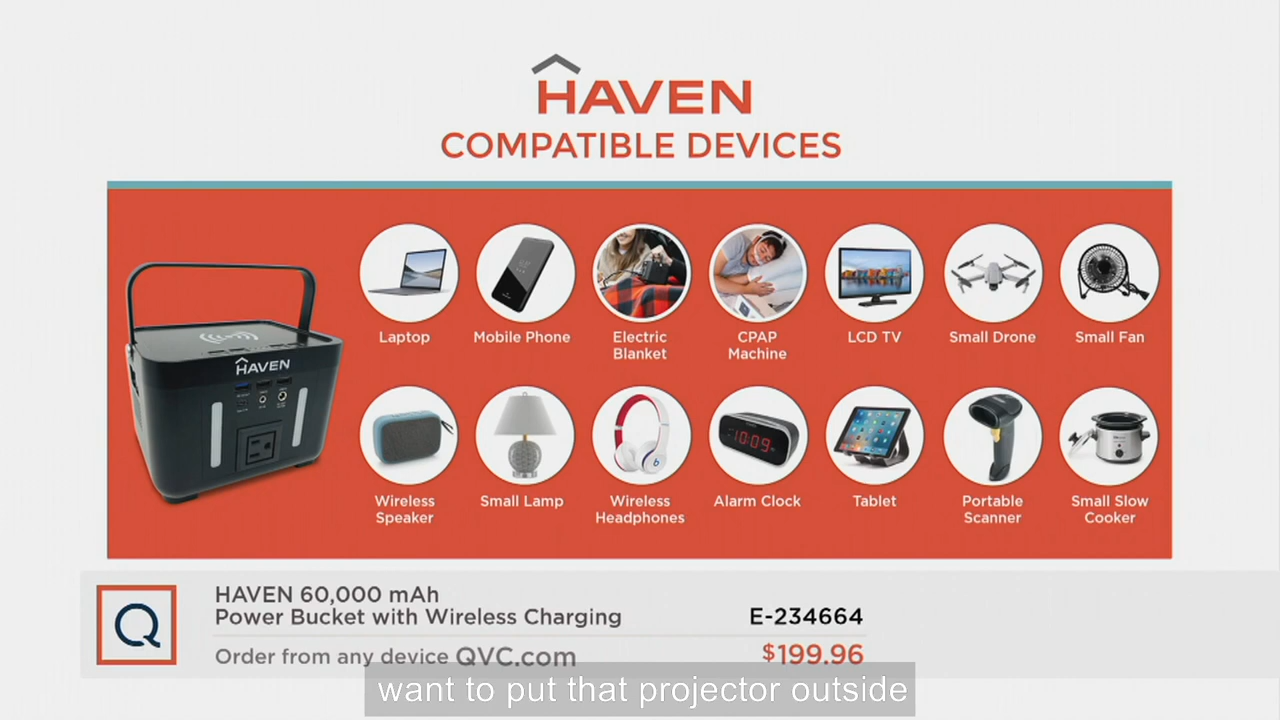 HAVEN
COMPATIBLE DEVICES
HAVEN
Laptop
Mobile Phone
Electric
Blanket
CPAP
Machine
LCD TV
Small Drone
Small Fan
10:09
Wireless
Speaker
Small Lamp
Wireless
Headphones
Alarm Clock
Tablet
Portable
Scanner
Small Slow
Cooker
Q
HAVEN 60,000 mAh
Power Bucket with Wireless Charging
E-234664
Order from any device QVC.com
$199.96
want to put that projector outside